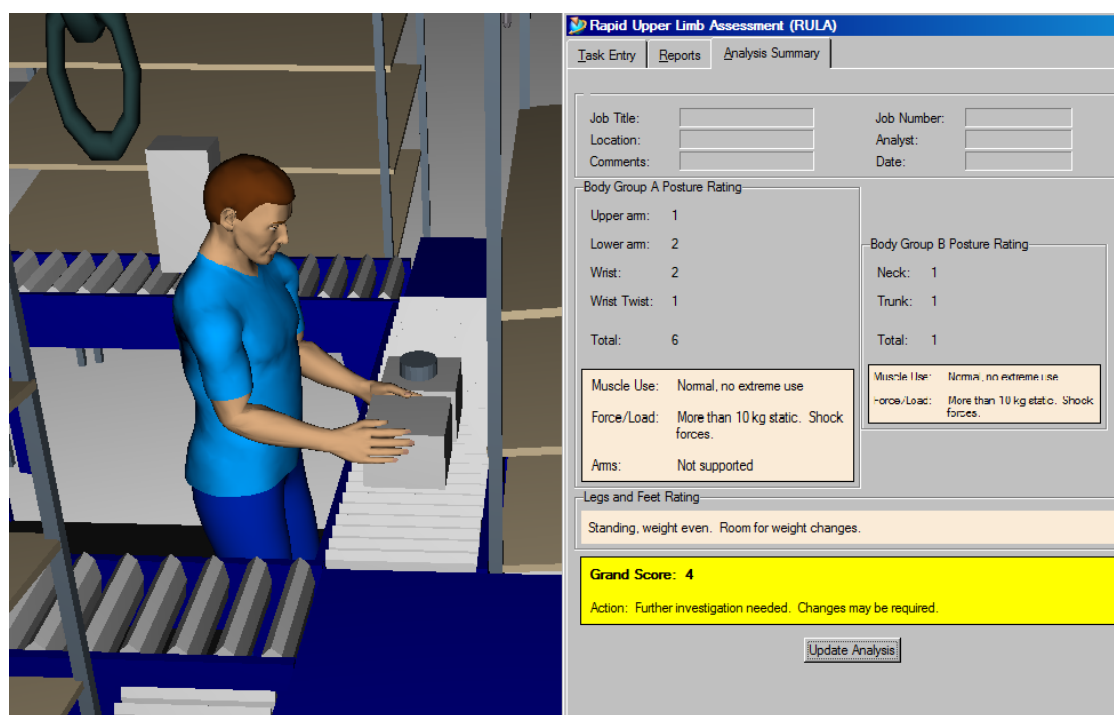 Rapid Upper Limb Assessment (RULA)
Task Entry Reports Analysis Summary
Job Title: Job Number:
Location: Analyst:
Comments: Date:
Body Group A Posture Rating
Upper arm: 1
Lower arm: 2
Wrist: 2
Wrist Twist: 1
Total: 6
Muscle Use: Normal, no extreme use
Force/Load: More than 10 kg static. Shock
forces.
Arms: Not supported
Body Group B Posture Rating
Neck: 1
Trunk: 1
Total: 1
Muscle Use: Normal, no extreme use
Force/Load: More than 10 kg static. Shock
forces.
Legs and Feet Rating
Standing, weight even. Room for weight changes.
Grand Score: 4
Action: Further investigation needed. Changes may be required.
Update Analysis